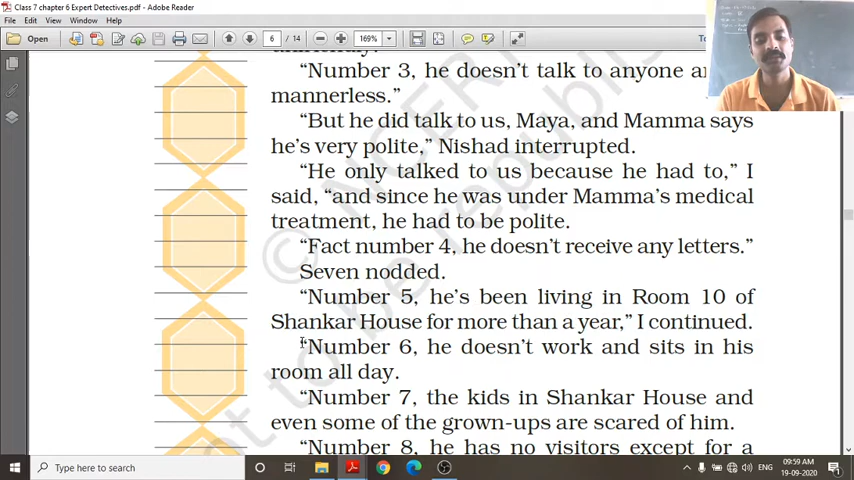 Class 7 chapter 6 Expert Detectives.pdf - Adobe Reader
File Edit View Window Help
Open 6 / 14 169%
"Number 3, he doesn't talk to anyone
mannerless."
"But he did talk to us, Maya, and Mamma says
he's very polite," Nishad interrupted.
"He only talked to us because he had to," I
said, "and since he was under Mamma's medical
treatment, he had to be polite.
"Fact number 4, he doesn't receive any letters."
Seven nodded.
"Number 5, he's been living in Room 10 of
Shankar House for more than a year," I continued.
"Number 6, he doesn't work and sits in his
room all day.
"Number 7, the kids in Shankar House and
even some of the grown-ups are scared of him.
"Number 8, he has no visitors except for a
© NCERT
not to be republis
Type here to search
ENG
09:59 AM
19-09-2020